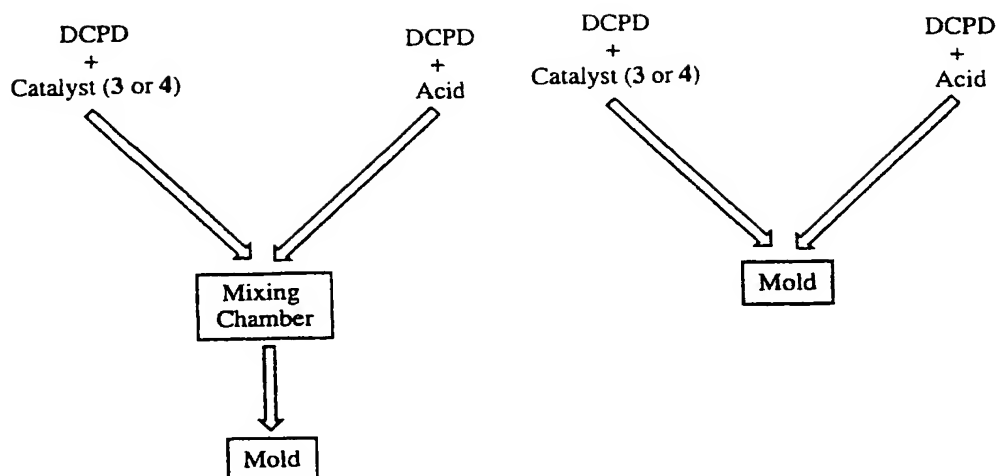 DCPD
+
Catalyst (3 or 4)
DCPD
+
Acid
Mixing
Chamber
Mold
DCPD
+
Catalyst (3 or 4)
DCPD
+
Acid
Mold